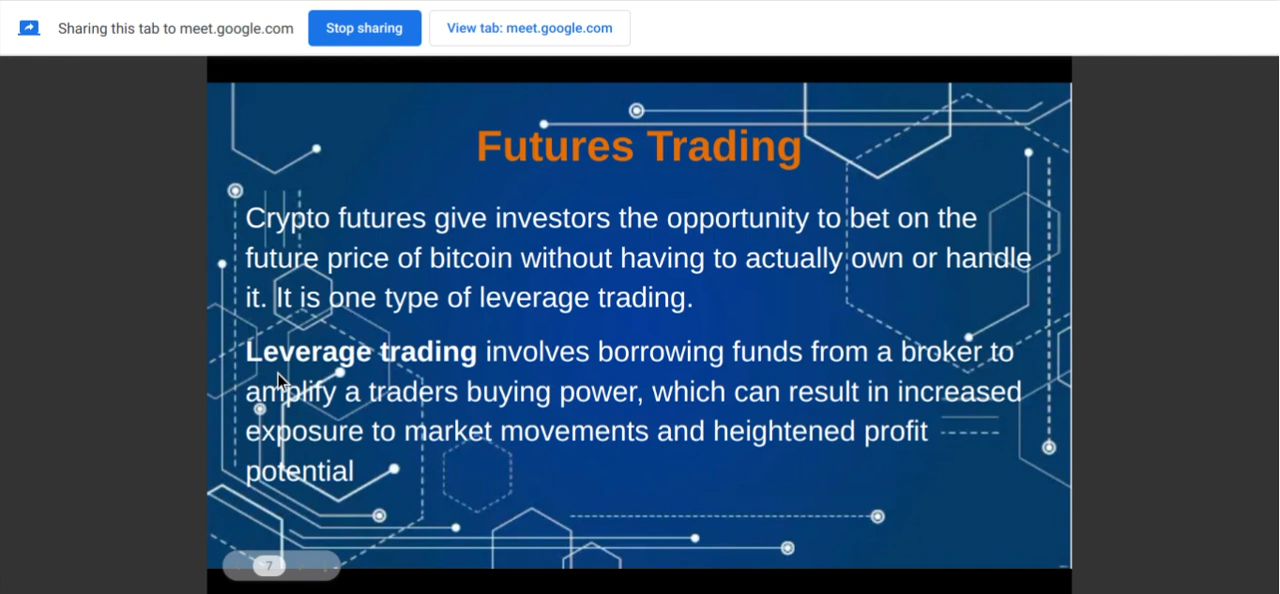 Sharing this tab to meet.google.com Stop sharing View tab: meet.google.com
Futures Trading
Crypto futures give investors the opportunity to bet on the
future price of bitcoin without having to actually own or handle
it. It is one type of leverage trading.
Leverage trading involves borrowing funds from a broker to
amplify a traders buying power, which can result in increased
exposure to market movements and heightened profit
potential
7